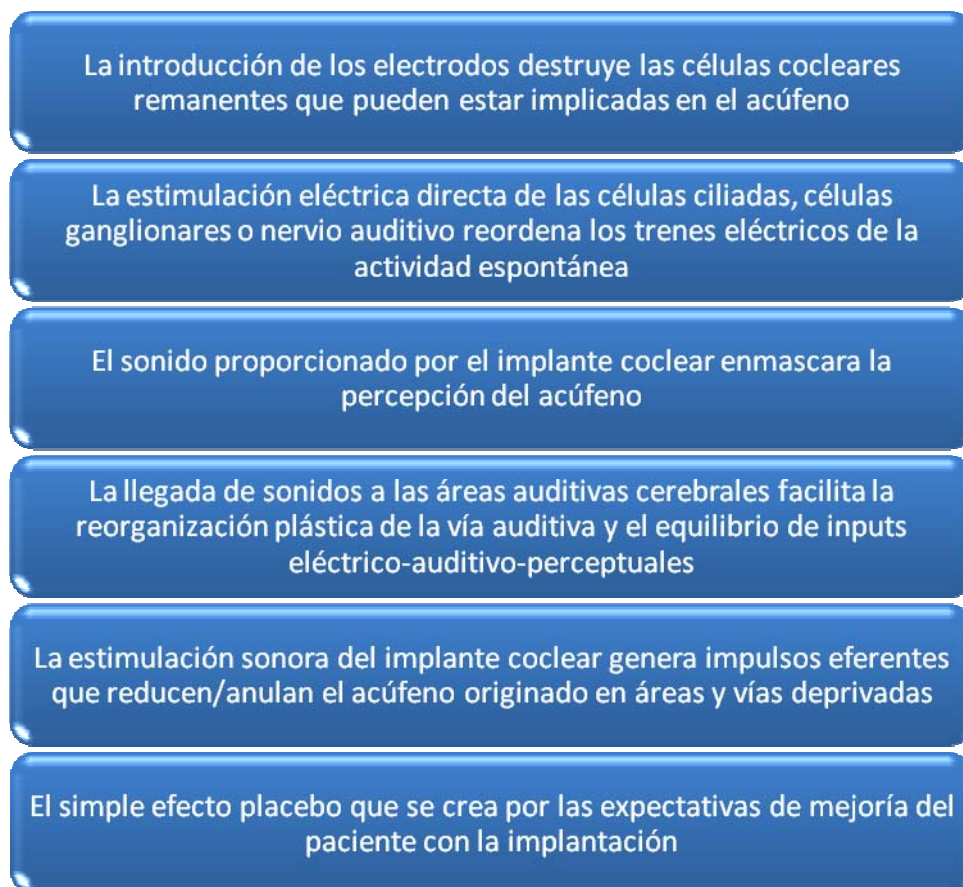 La introducción de los electrodos destruye las células cocleares
remanentes que pueden estar implicadas en el acúfeno
La estimulación eléctrica directa de las células ciliadas, células
ganglionares o nervio auditivo reordena los trenes eléctricos de la
actividad espontánea
El sonido proporcionado por el implante coclear enmascara la
percepción del acúfeno
La llegada de sonidos a las áreas auditivas cerebrales facilita la
reorganización plástica de la vía auditiva y el equilibrio de inputs
eléctrico-auditivo-perceptuales
La estimulación sonora del implante coclear genera impulsos eferentes
que reducen/anulan el acúfeno originado en áreas y vías deprivadas
El simple efecto placebo que se crea por las expectativas de mejoría del
paciente con la implantación